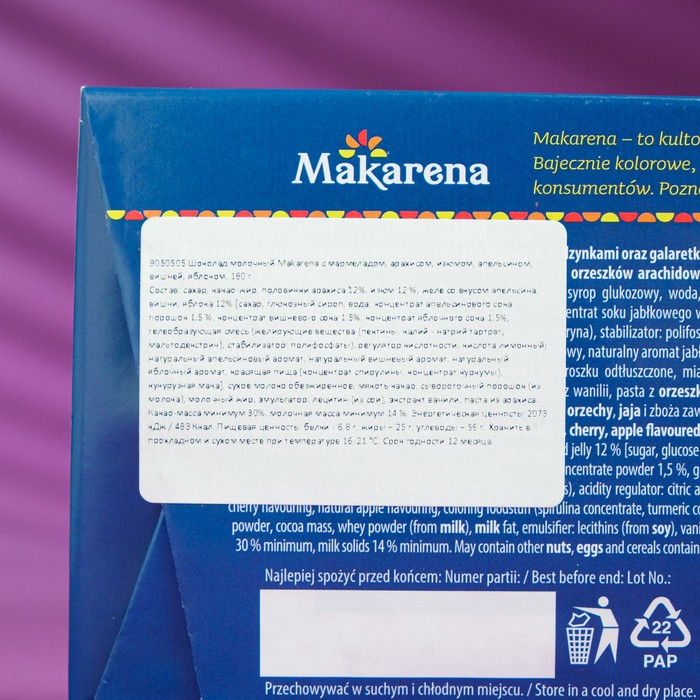 Makarena
Makarena – to kulto
Bajecznie kolorowe,
konsumentów. Pozn
9050505 Шоколад молочный Makarena с мармеладом, арахисом, изюмом, апельсином,
вишней, яблоком, 180 г
Состав: сахар, какао жир, половинки арахиса 12%, изюм 12 %, желе со вкусом апельсина,
вишни, яблока 12% [сахар, глюкозный сироп, вода, концентрат апельсинового сока
порошок 1,5 %, концентрат вишневого сока 1,5%, концентрат яблочного сока 1,5%,
гелеобразующая смесь (желирующие вещества (пектины, калий - натрий тартрат,
мальтодекстрин), стабилизатор: полифосфаты), регулятор кислотности: кислота лимонный;
натуральный апельсиновый аромат, натуральный вишневый аромат, натуральный
яблочный аромат, красящая пища (концентрат спирулины, концентрат куркумы),
кукурузная мака], сухое молоко обезжиренное, мякоть какао, сывороточный порошок (из
молока), молочный жир, эмульгатор: лецитин (из сои), экстракт ванили, паста из арахиса.
Какао-масса минимум 30%, молочная масса минимум 14 %. Энергетическая ценность: 2073
кДж / 483 Ккал. Пищевая ценность: белки - 6,8 г, жиры – 25 г, углеводы – 56 г. Хранить в
прохладном и сухом месте при температуре 16-21 °C. Срок годности 12 месяца.
dzynkami oraz galaretk
orzeszków arachidow
syrop glukozowy, woda,
entrat soku jabłkowego w
ryna), stabilizator: polifos
wy, naturalny aromat jab
roszku odtłuszczone, mia
z wanilii, pasta z orzesz
orzechy, jaja i zboża za
cherry, apple flavoured
d jelly 12 % [sugar, glucose
ncentrate powder 1,5 %, g
), acidity regulator: citric a
cherry flavouring, natural apple flavouring, coloring foodstuff (spirulina concentrate, turmeric c
powder, cocoa mass, whey powder (from milk), milk fat, emulsifier: lecithins (from soy), vani
30 % minimum, milk solids 14 % minimum. May contain other nuts, eggs and cereals contain
Najlepiej spożyć przed końcem: Numer partii: / Best before end: Lot No.:
22
PAP
Przechowywać w suchym i chłodnym miejscu. / Store in a cool and dry place.